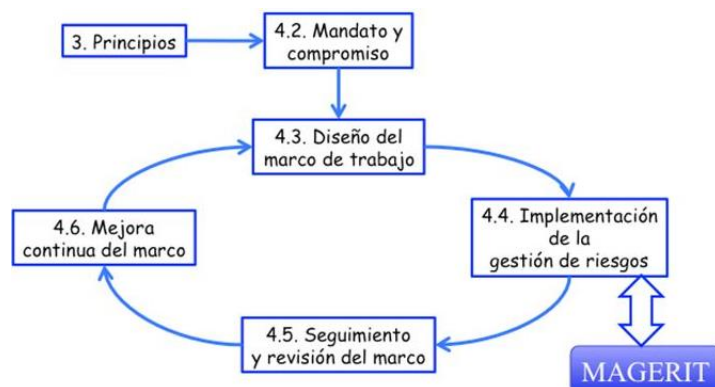 3. Principios
4.2. Mandato y
compromiso
4.3. Diseño del
marco de trabajo
4.6. Mejora
continua del marco
4.4. Implementación
de la
gestión de riesgos
4.5. Seguimiento
y revisión del marco
MAGERIT